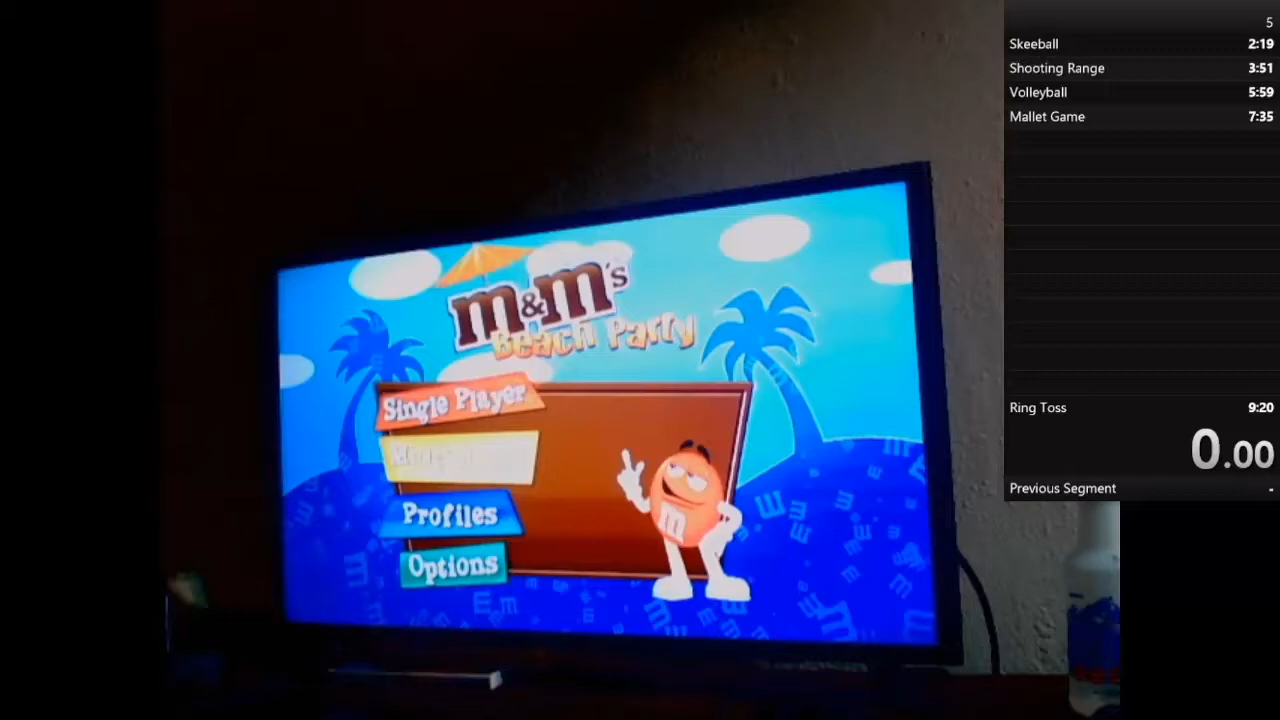 5
Skeeball 2:19
Shooting Range 3:51
Volleyball 5:59
Mallet Game 7:35
Ring Toss 9:20
0.00
Previous Segment -
m&m's
Beach Party
Single Player
Profiles
Options
m